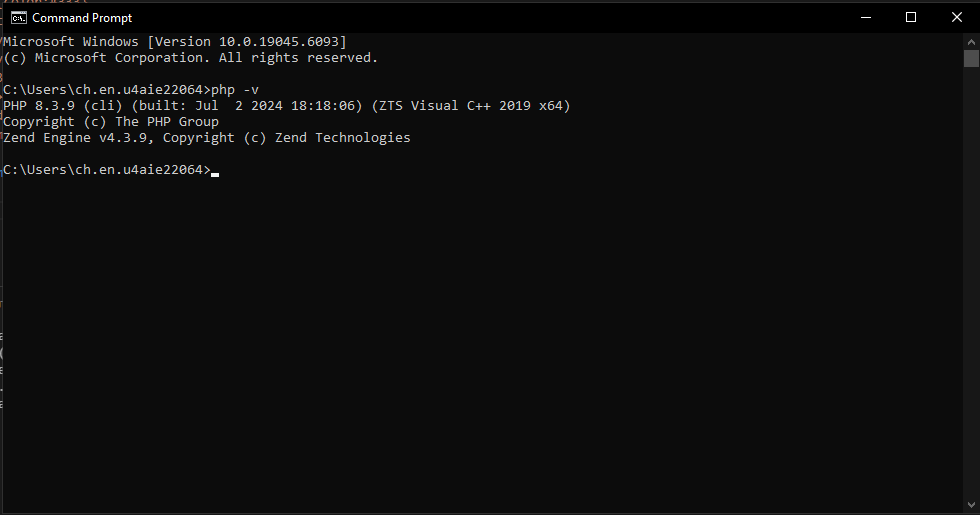 Command Prompt
Microsoft Windows [Version 10.0.19045.6093]
(c) Microsoft Corporation. All rights reserved.
C:\Users\ch.en.u4aie22064>php -v
PHP 8.3.9 (cli) (built: Jul  2 2024 18:18:06) (ZTS Visual C++ 2019 x64)
Copyright (c) The PHP Group
Zend Engine v4.3.9, Copyright (c) Zend Technologies
C:\Users\ch.en.u4aie22064>